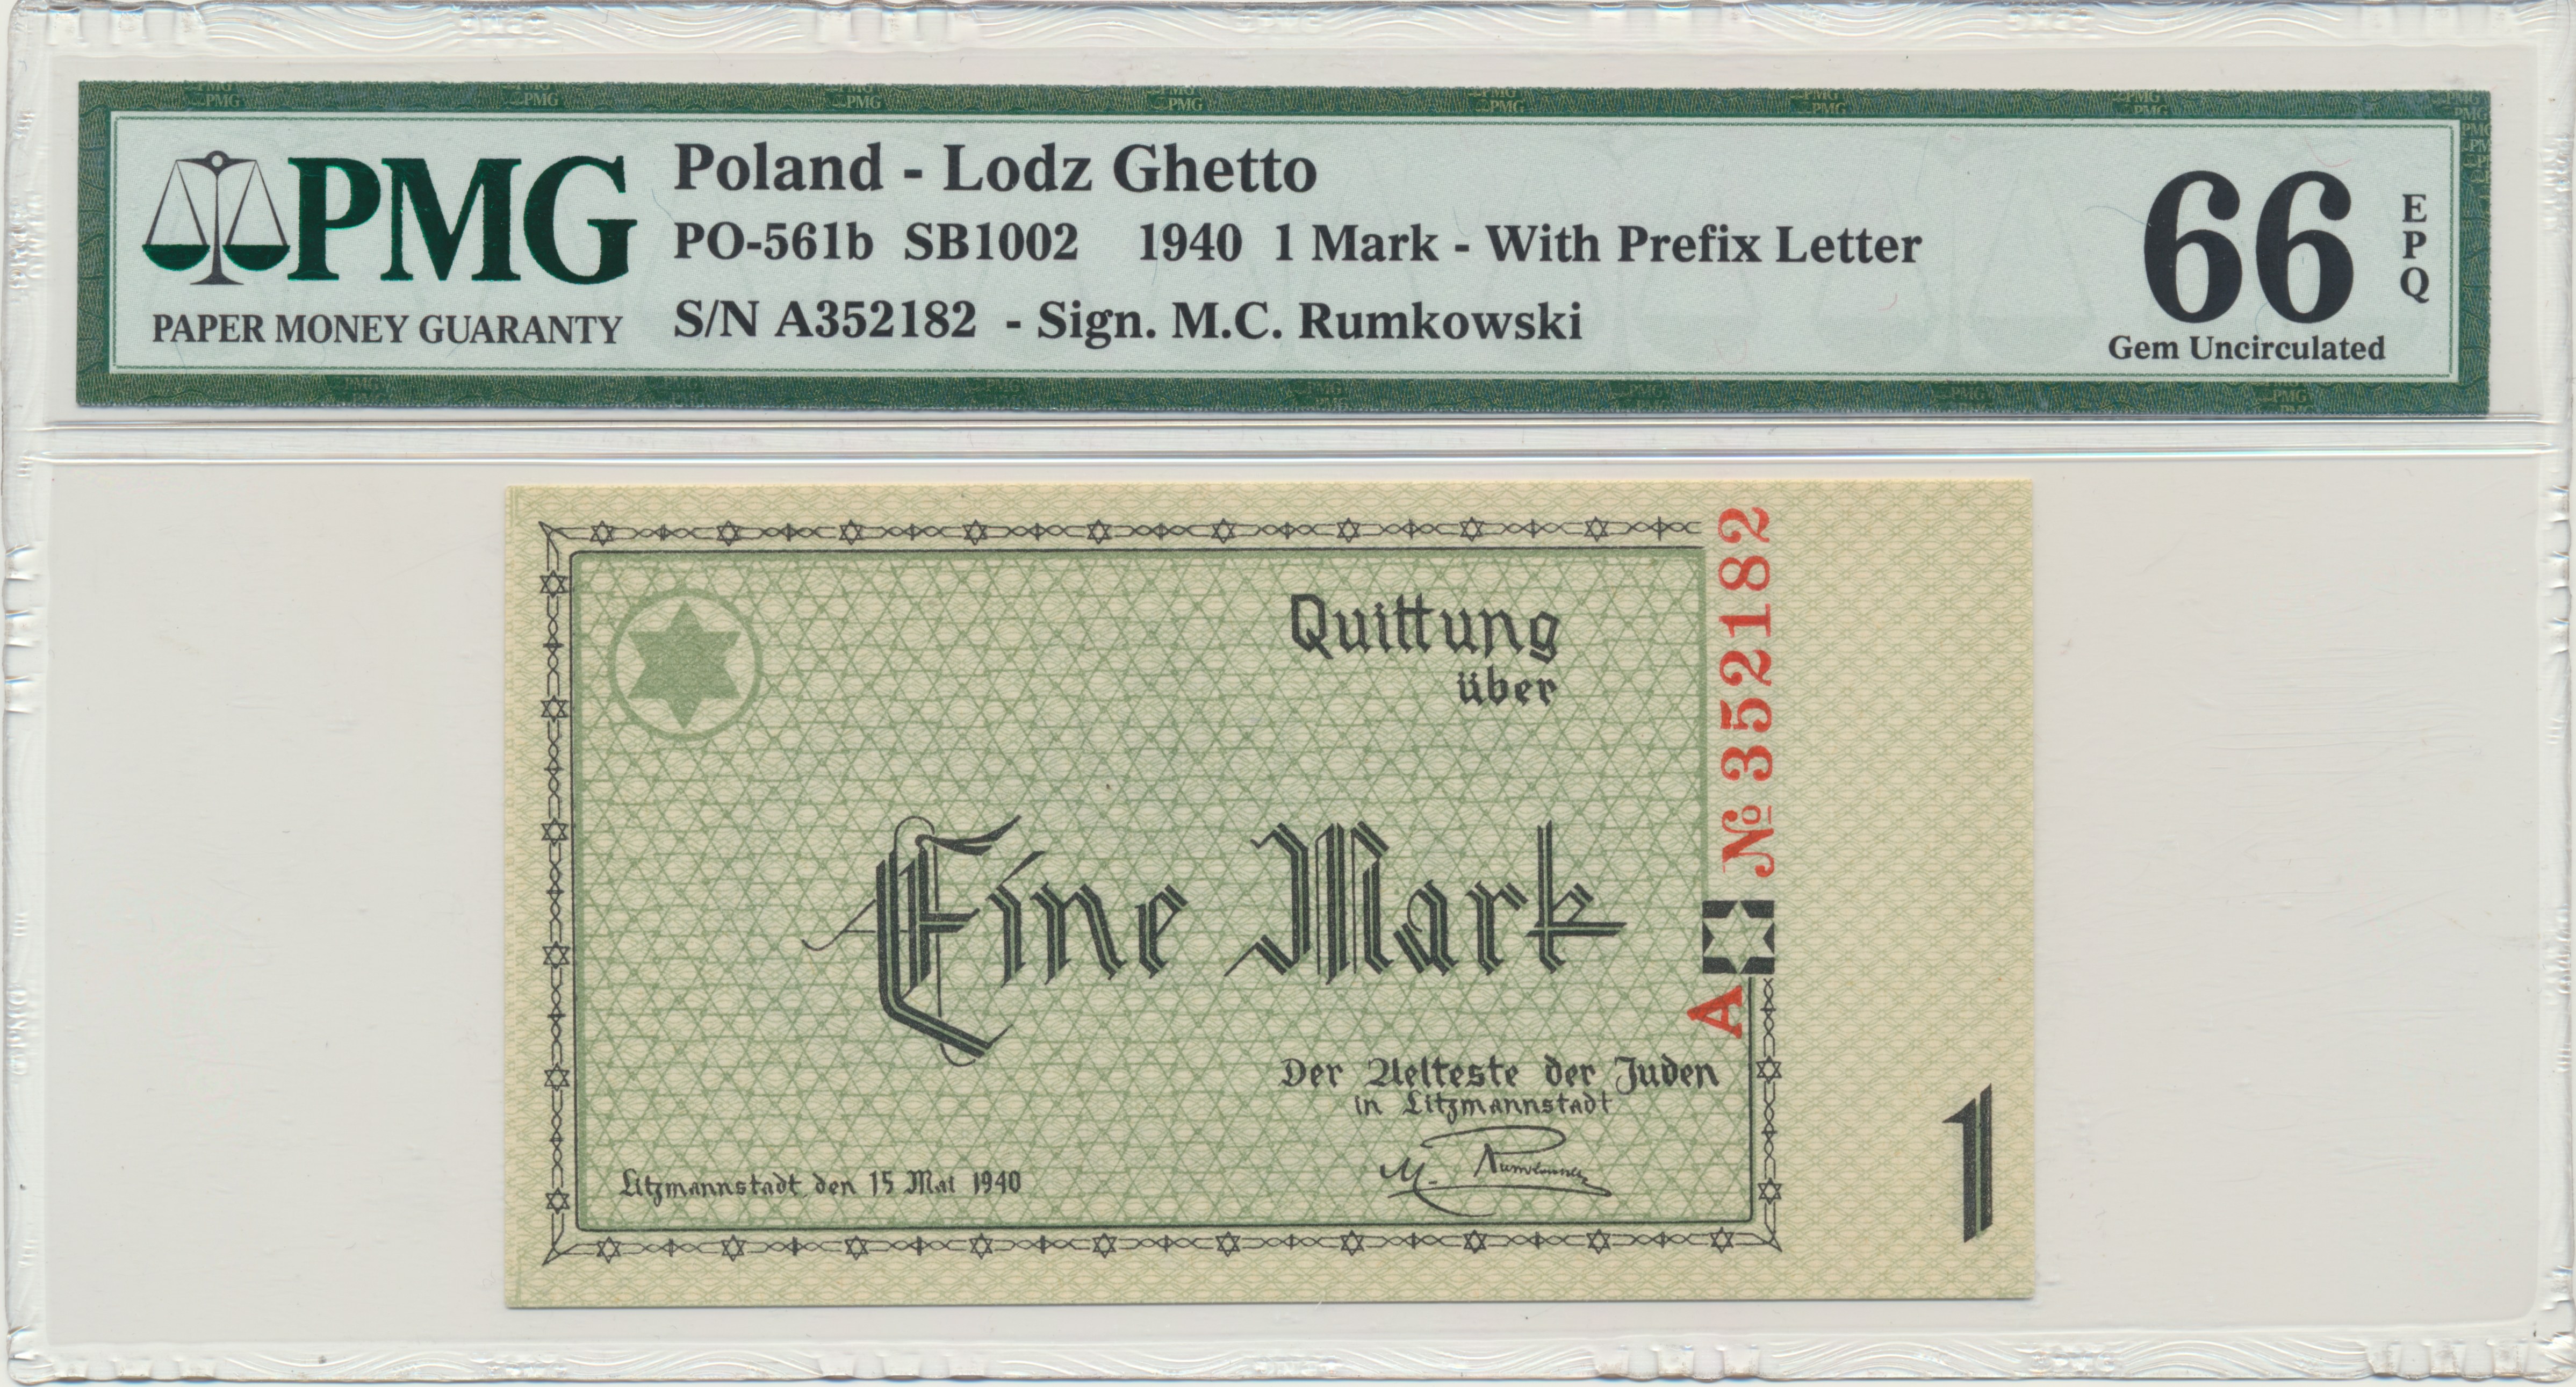 PMG
PAPER MONEY GUARANTY
Poland - Lodz Ghetto
PO-561b SB1002 1940 1 Mark - With Prefix Letter
S/N A352182 - Sign. M.C. Rumkowski
66
EPQ
Gem Uncirculated
Quittung
über
Eine Mark
A № 352182
Der Aelteste der Juden
in Litzmannstadt
M. Rumkowski
Litzmannstadt, den 15 Mai 1940
1